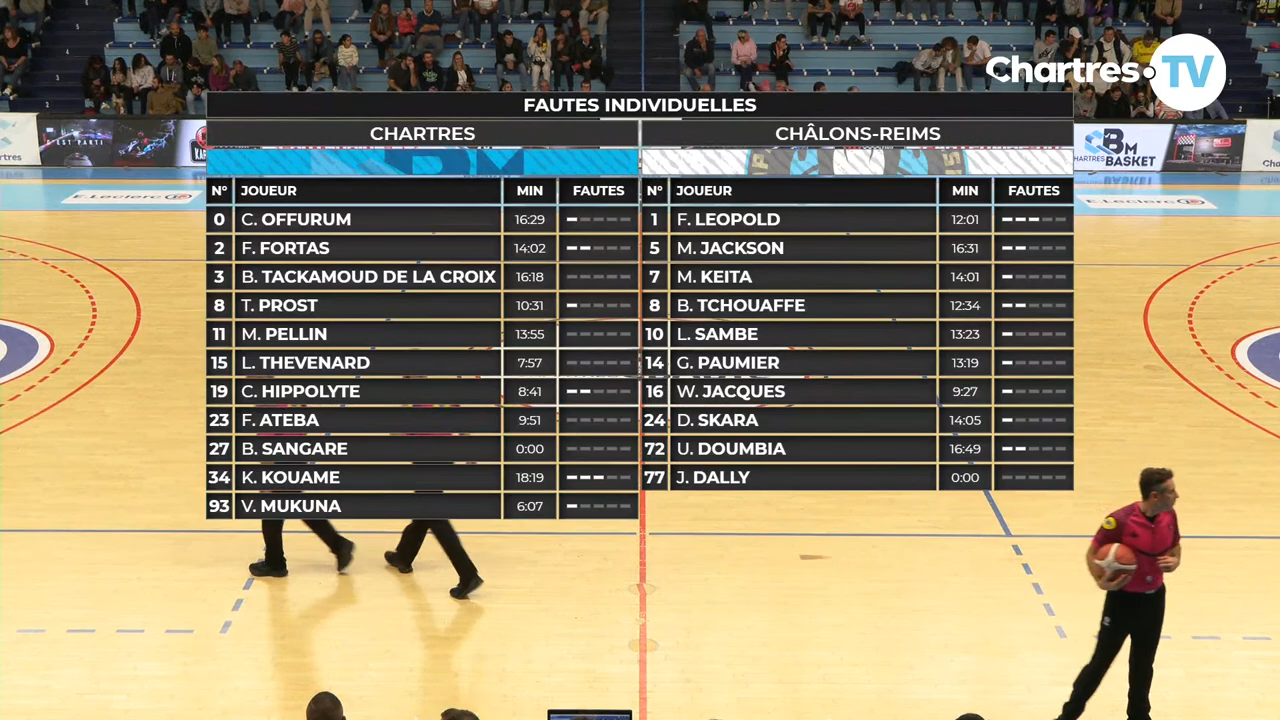 Chartres.TV
FAUTES INDIVIDUELLES
CHARTRES
CHÂLONS-REIMS
N° JOUEUR MIN FAUTES
0 C. OFFURUM 16:29
2 F. FORTAS 14:02
3 B. TACKAMOUD DE LA CROIX 16:18
8 T. PROST 10:31
11 M. PELLIN 13:55
15 L. THEVENARD 7:57
19 C. HIPPOLYTE 8:41
23 F. ATEBA 9:51
27 B. SANGARE 0:00
34 K. KOUAME 18:19
93 V. MUKUNA 6:07
N° JOUEUR MIN FAUTES
1 F. LEOPOLD 12:01
5 M. JACKSON 16:31
7 M. KEITA 14:01
8 B. TCHOUAFFE 12:34
10 L. SAMBE 13:23
14 G. PAUMIER 13:19
16 W. JACQUES 9:27
24 D. SKARA 14:05
72 U. DOUMBIA 16:49
77 J. DALLY 0:00
BM
CHARTRES BASKET
E.Leclerc
E.Leclerc